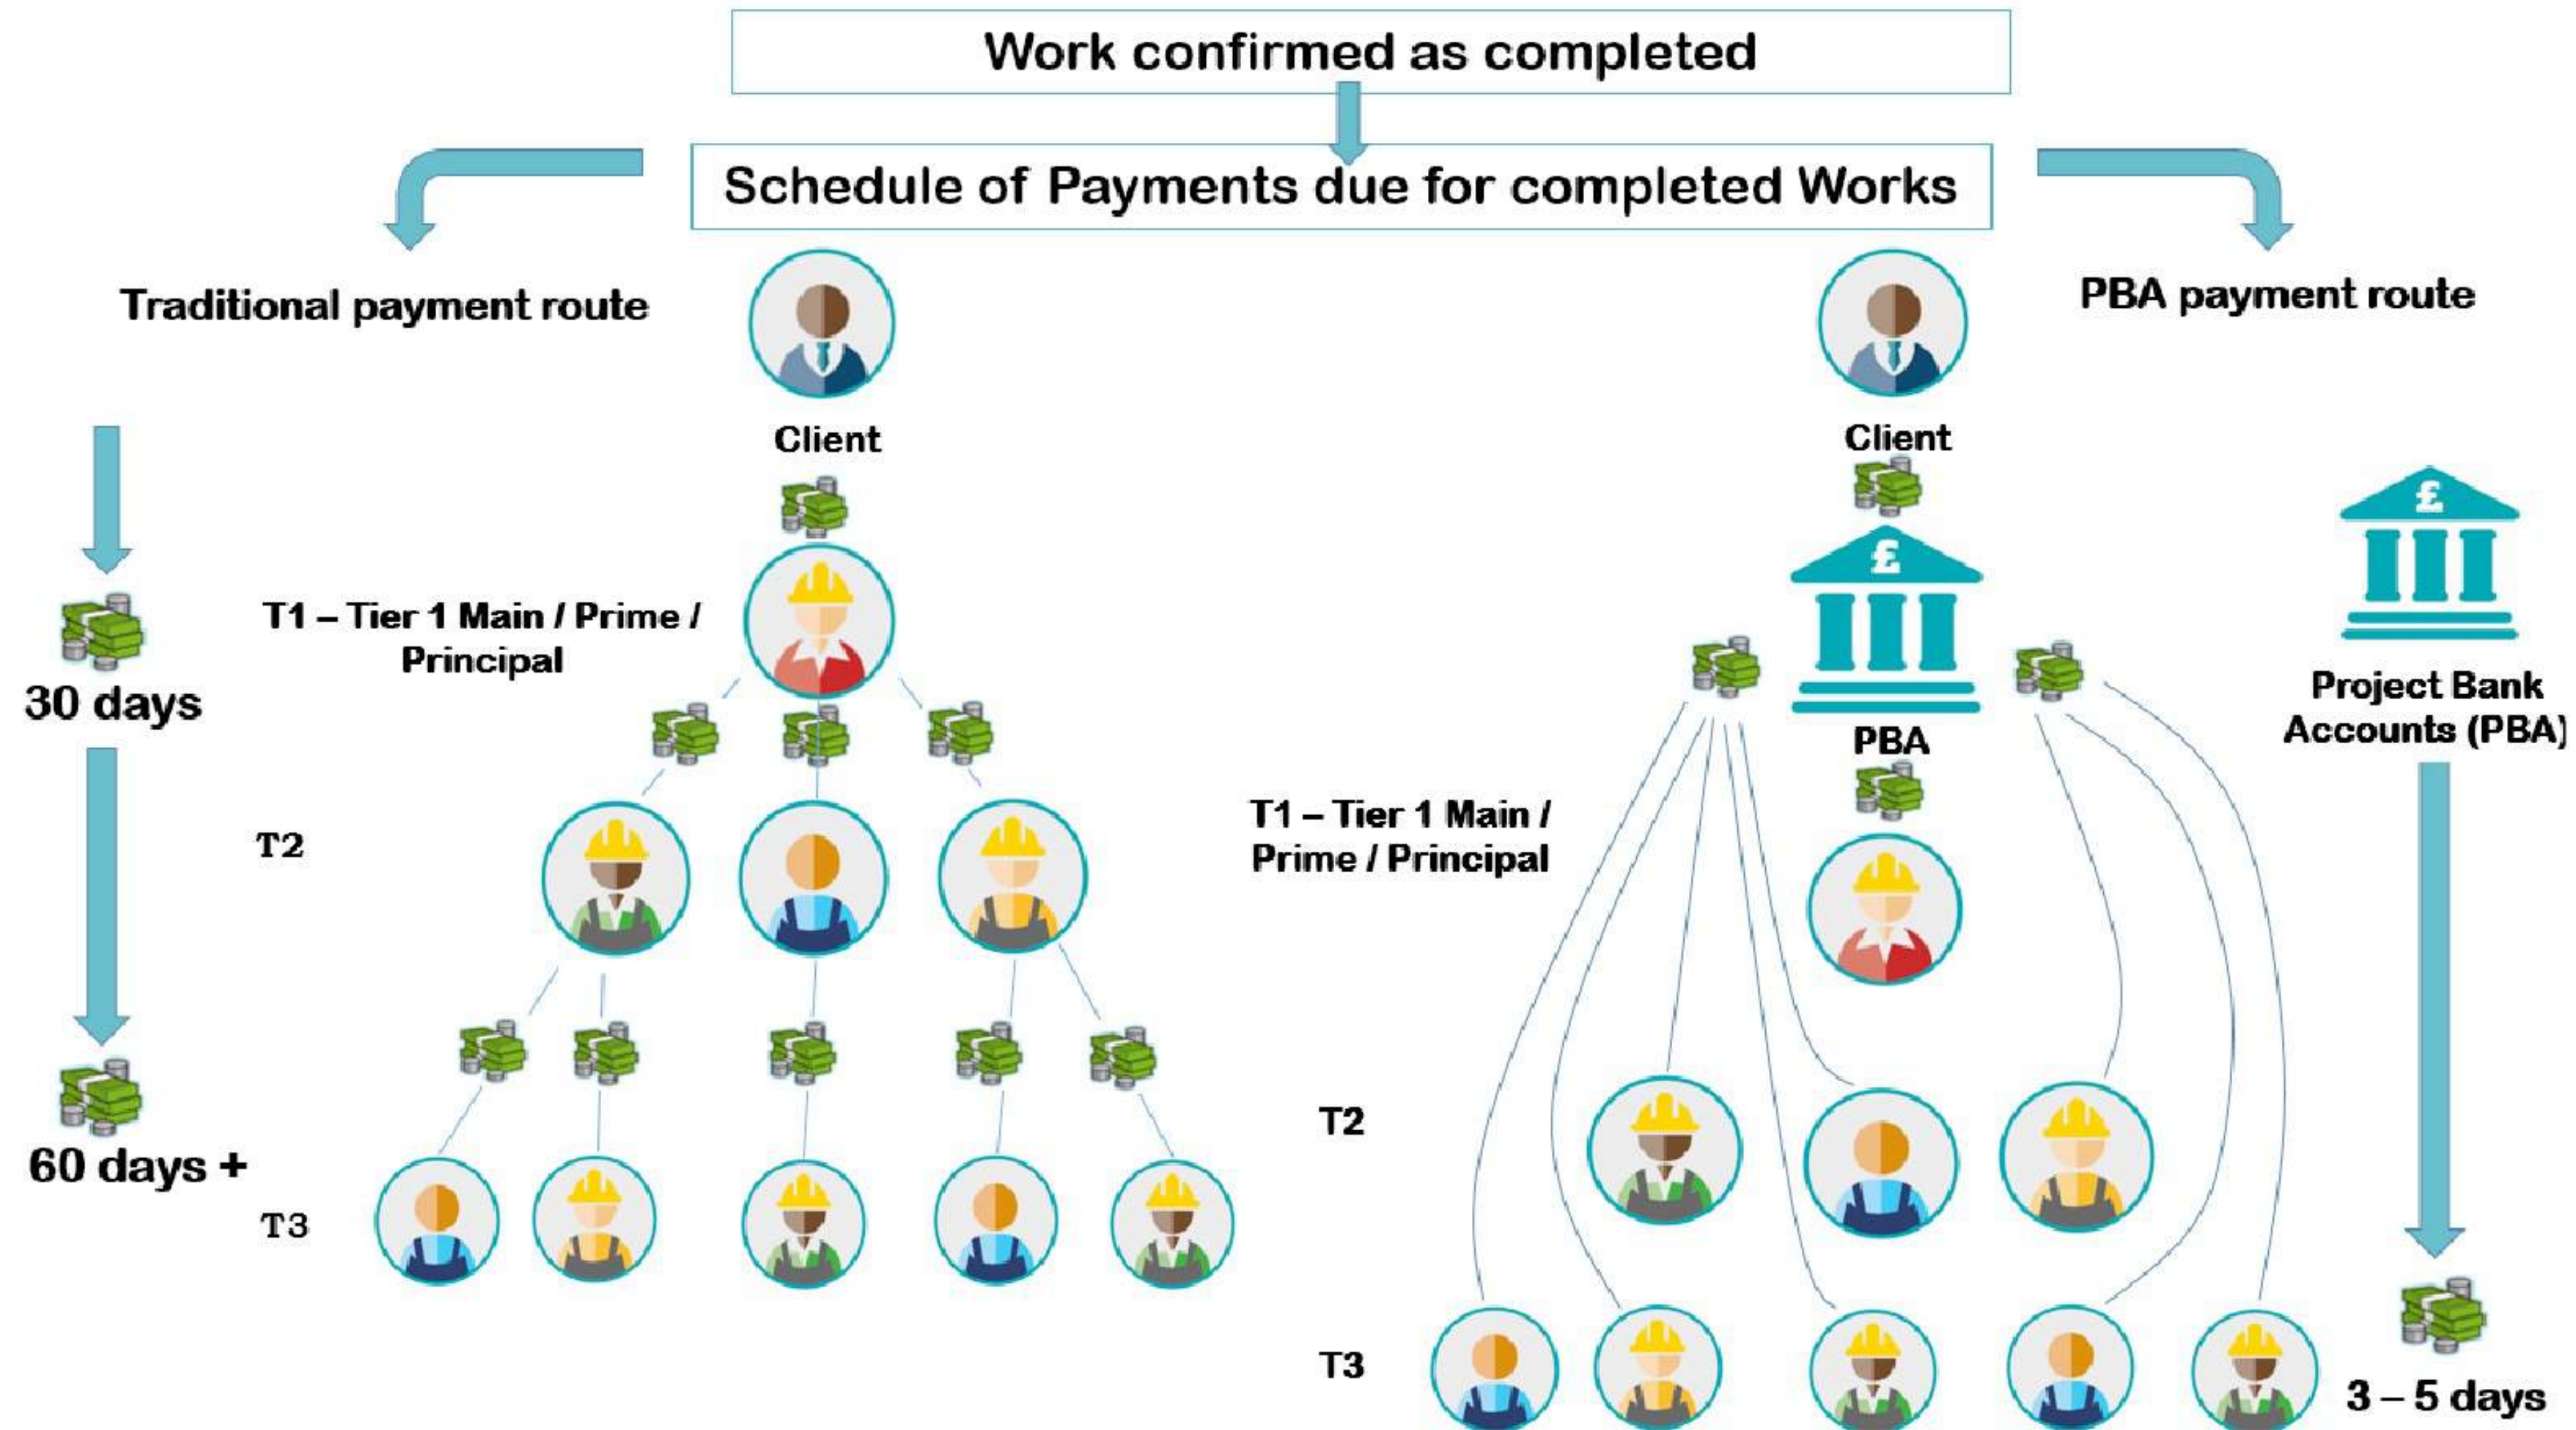 Work confirmed as completed
Schedule of Payments due for completed Works
Traditional payment route
Client
T1 – Tier 1 Main / Prime /
Principal
30 days
T2
60 days +
T3
PBA payment route
Client
£
£
PBA
Project Bank
Accounts (PBA)
T1 – Tier 1 Main /
Prime / Principal
T2
T3
3 – 5 days